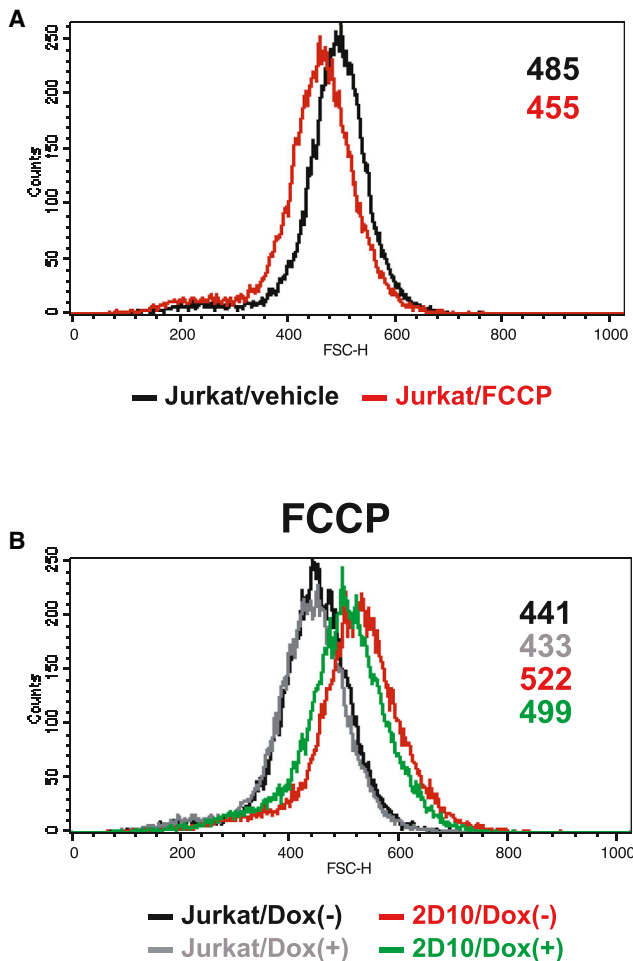 A
250
200
150
100
50
0
Counts
485
455
0 200 400 600 800 1000
FSC-H
Jurkat/vehicle Jurkat/FCCP
FCCP
B
250
200
150
100
50
0
Counts
441
433
522
499
0 200 400 600 800 1000
FSC-H
Jurkat/Dox(-) 2D10/Dox(-)
Jurkat/Dox(+) 2D10/Dox(+)